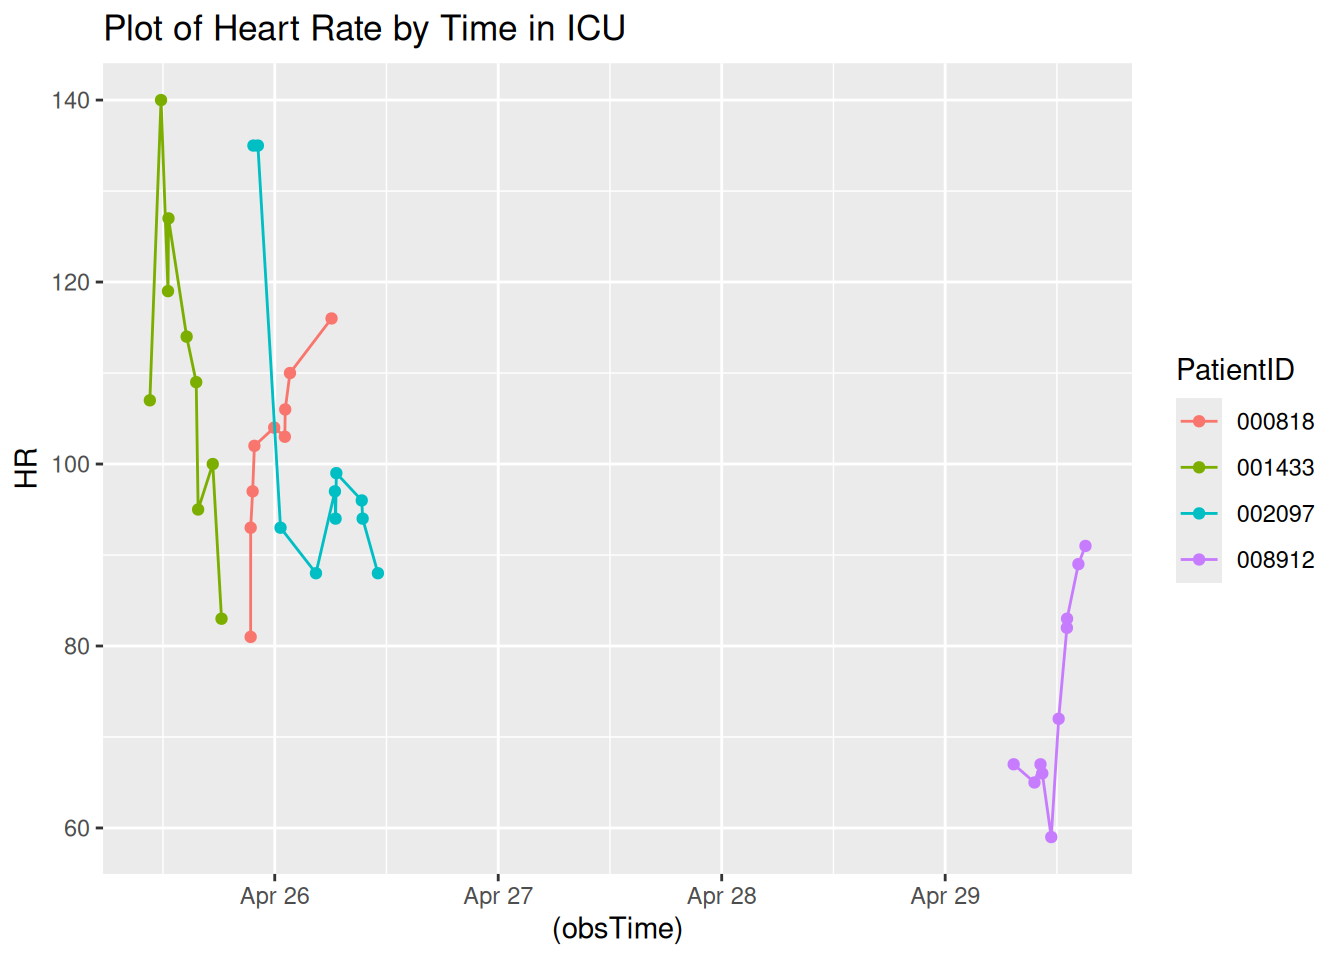 Plot of Heart Rate by Time in ICU
140
120
100
80
60
HR
Apr 26 Apr 27 Apr 28 Apr 29
(obsTime)
PatientID
000818
001433
002097
008912